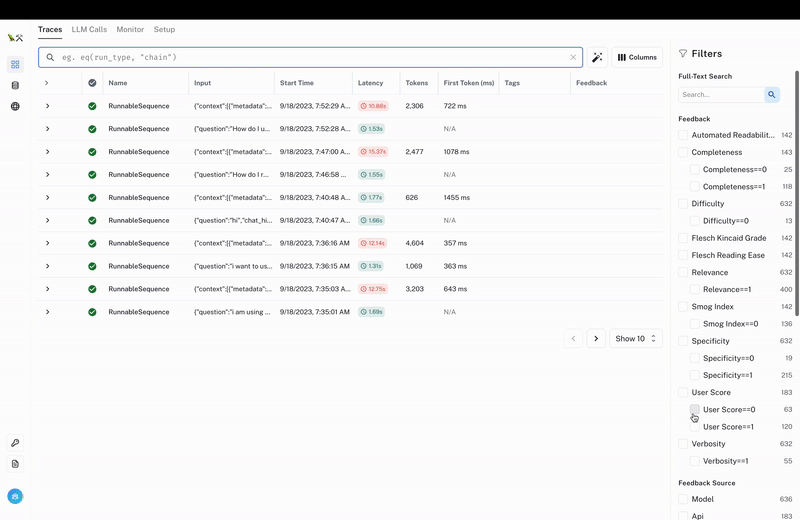 Traces LLM Calls Monitor Setup
eg. eq(run_type, "chain")
Columns
Name Input Start Time Latency Tokens First Token (ms) Tags Feedback
RunnableSequence {"context":[{"metadata":... 9/18/2023, 7:52:29 A... 10.88s 2,306 722 ms
RunnableSequence {"question":"How do I u... 9/18/2023, 7:52:28 AM 1.53s N/A
RunnableSequence {"context":[{"metadata":... 9/18/2023, 7:47:00 A... 15.37s 2,477 1078 ms
RunnableSequence {"question":"How do I r... 9/18/2023, 7:46:58 ... 1.55s N/A
RunnableSequence {"context":[{"metadata":... 9/18/2023, 7:40:48 A... 1.77s 626 1455 ms
RunnableSequence {"question":"hi","chat_hi... 9/18/2023, 7:40:47 A... 1.66s N/A
RunnableSequence {"context":[{"metadata":... 9/18/2023, 7:36:16 AM 12.14s 4,604 357 ms
RunnableSequence {"question":"i want to us... 9/18/2023, 7:36:15 AM 1.31s 1,069 363 ms
RunnableSequence {"context":[{"metadata":... 9/18/2023, 7:35:03 A... 12.75s 3,203 643 ms
RunnableSequence {"question":"i am using ... 9/18/2023, 7:35:01 AM 1.69s N/A
Show 10
Filters
Full-Text Search
Search...
Feedback
Automated Readabilit... 142
Completeness 143
Completeness==0 25
Completeness==1 118
Difficulty 632
Difficulty==0 13
Flesch Kincaid Grade 142
Flesch Reading Ease 142
Relevance 632
Relevance==1 400
Smog Index 142
Smog Index==0 136
Specificity 632
Specificity==0 19
Specificity==1 215
User Score 183
User Score==0 63
User Score==1 120
Verbosity 632
Verbosity==1 55
Feedback Source
Model 636
Api 183